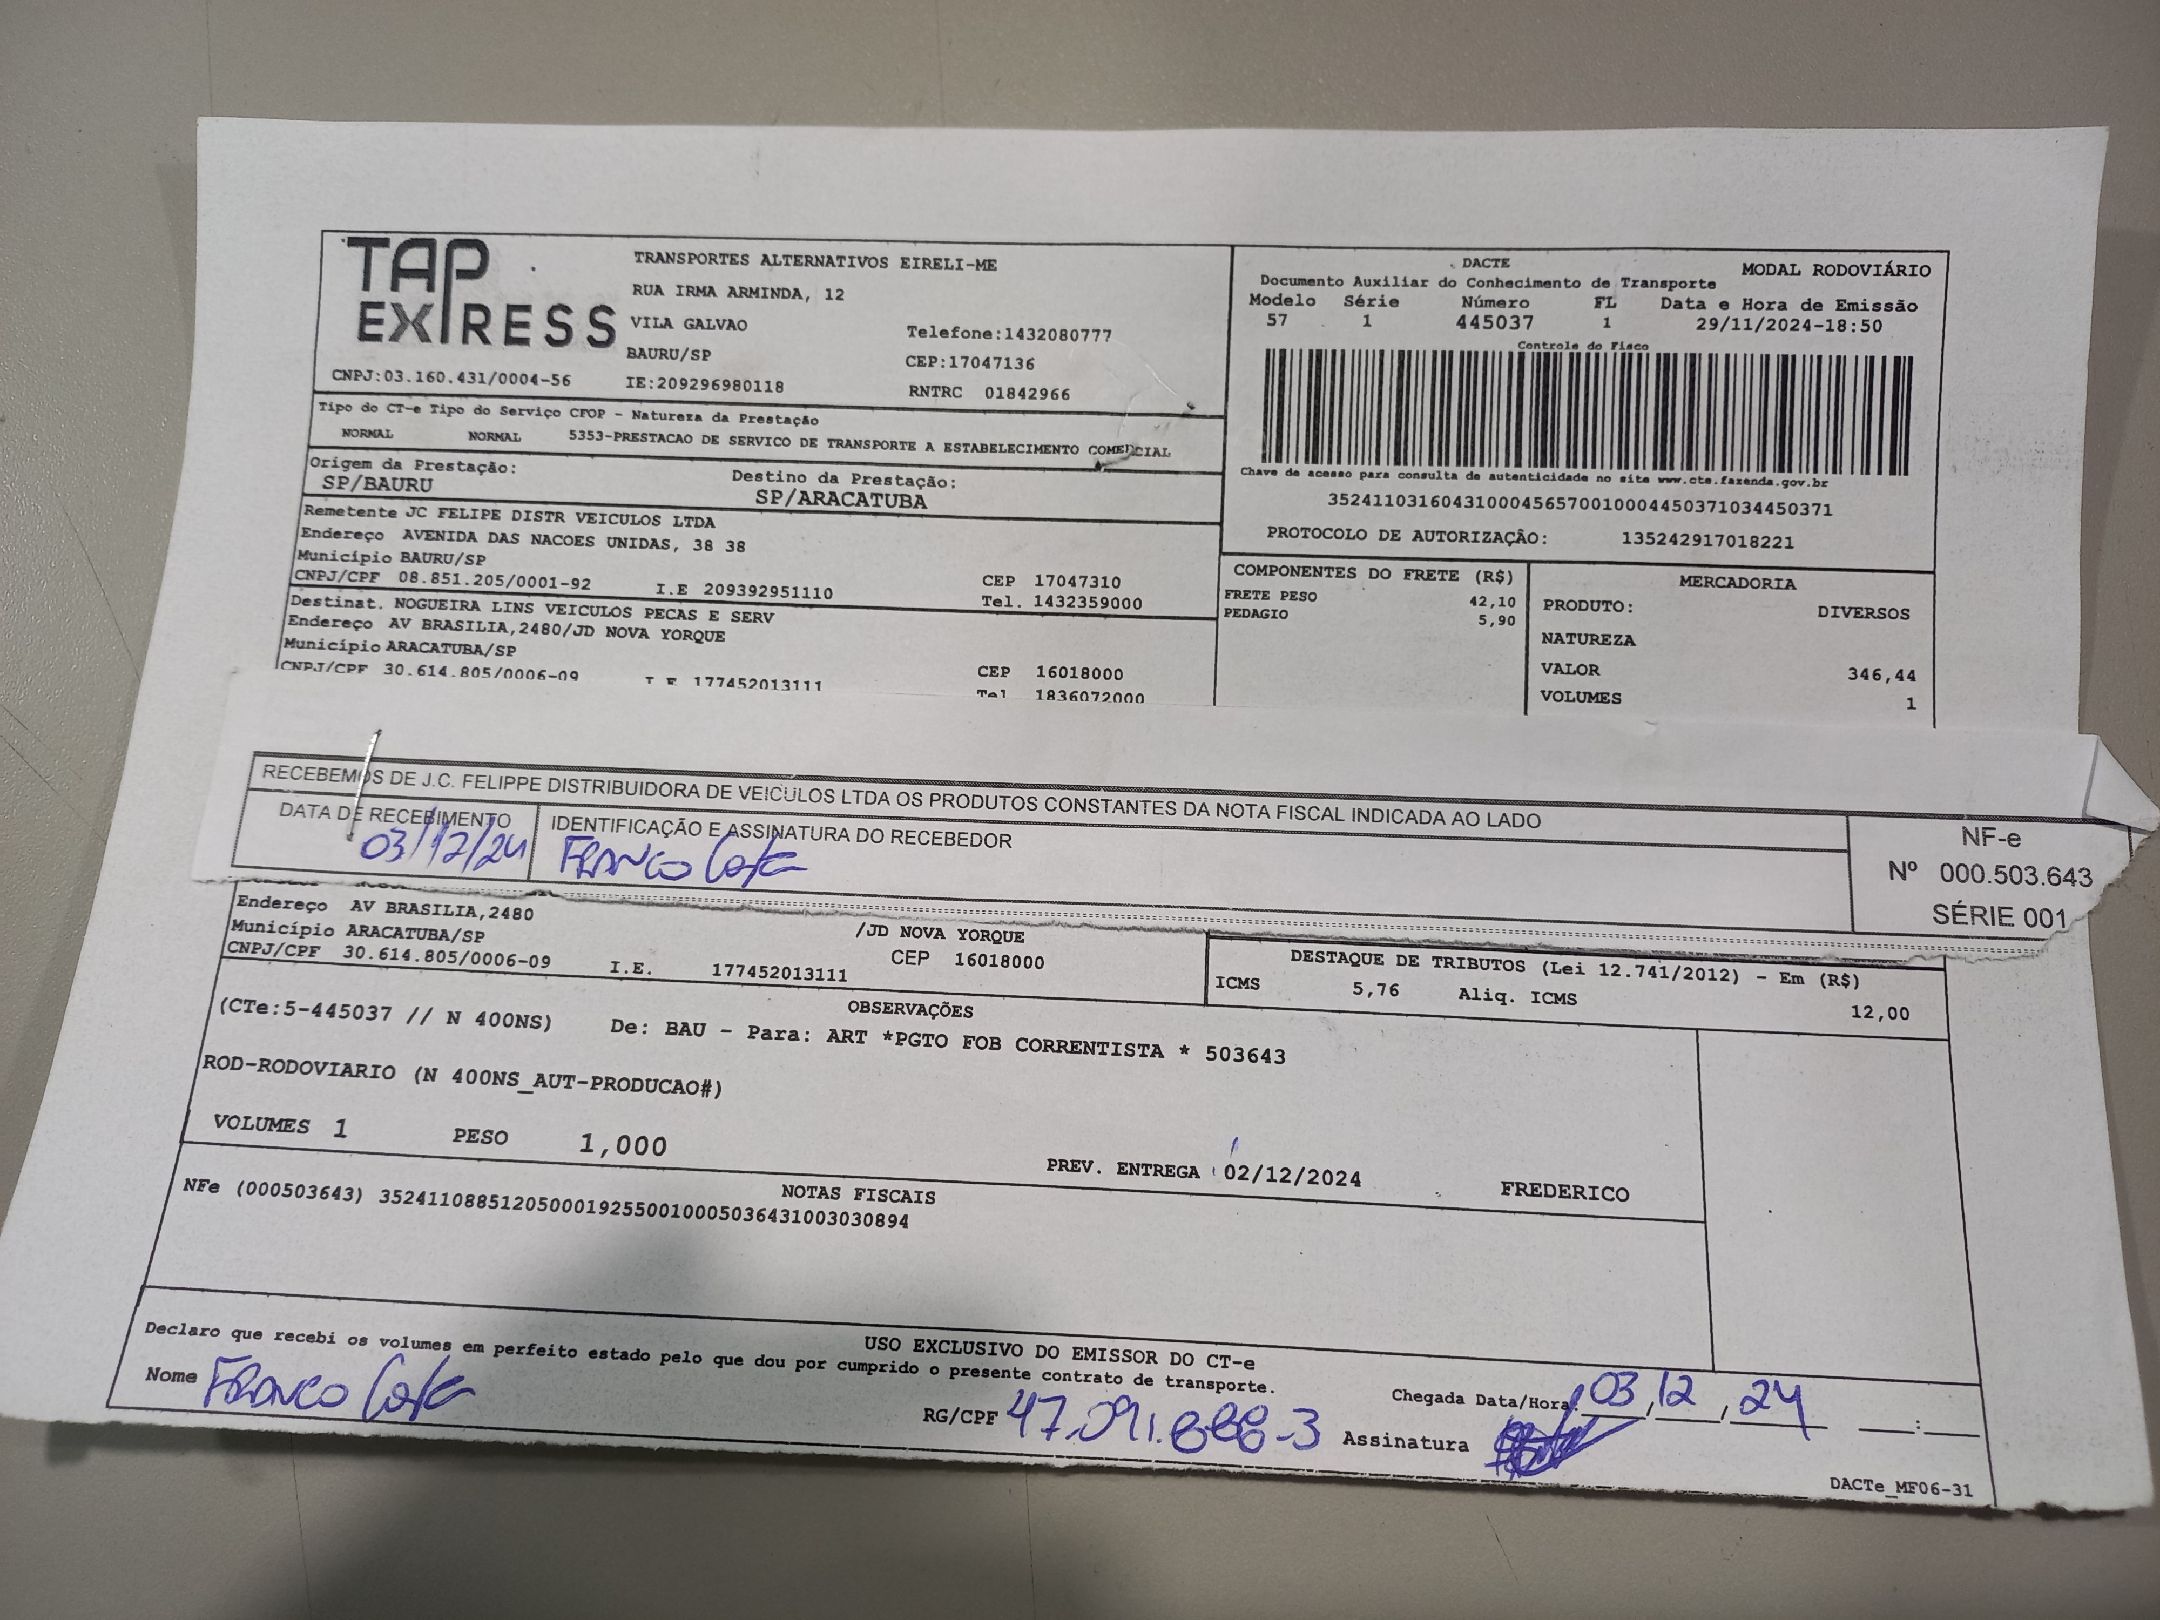 TAP EXPRESS
TRANSPORTES ALTERNATIVOS EIRELI-ME
RUA IRMA ARMINDA, 12
VILA GALVAO Telefone:1432080777
BAURU/SP CEP:17047136
CNPJ:03.160.431/0004-56 IE:209296980118 RNTRC 01842966
Tipo do CT-e Tipo do Serviço CFOP - Natureza da Prestação
NORMAL NORMAL 5353-PRESTACAO DE SERVICO DE TRANSPORTE A ESTABELECIMENTO COMERCIAL
Origem da Prestação: Destino da Prestação:
SP/BAURU SP/ARACATUBA
Remetente JC FELIPE DISTR VEICULOS LTDA
Endereço AVENIDA DAS NACOES UNIDAS, 38 38
Município BAURU/SP CEP 17047310
CNPJ/CPF 08.851.205/0001-92 I.E 209392951110 Tel. 1432359000
Destinat. NOGUEIRA LINS VEICULOS PECAS E SERV
Endereço AV BRASILIA,2480/JD NOVA YORQUE
Município ARACATUBA/SP CEP 16018000
CNPJ/CPF 30.614.805/0006-09 I E 177452013111 Tel 1836072000
DACTE MODAL RODOVIÁRIO
Documento Auxiliar do Conhecimento de Transporte
Modelo Série Número FL Data e Hora de Emissão
57 1 445037 1 29/11/2024-18:50
Controle do Fisco
Chave de acesso para consulta de autenticidade no site www.cte.fazenda.gov.br
35241103160431000456570010004450371034450371
PROTOCOLO DE AUTORIZAÇÃO: 135242917018221
COMPONENTES DO FRETE (R$)
FRETE PESO 42,10
PEDAGIO 5,90
MERCADORIA
PRODUTO: DIVERSOS
NATUREZA
VALOR 346,44
VOLUMES 1
RECEBEMOS DE J.C. FELIPPE DISTRIBUIDORA DE VEICULOS LTDA OS PRODUTOS CONSTANTES DA NOTA FISCAL INDICADA AO LADO
DATA DE RECEBIMENTO IDENTIFICAÇÃO E ASSINATURA DO RECEBEDOR
03/12/24 FRANCO
NF-e
Nº 000.503.643
SÉRIE 001
Endereço AV BRASILIA,2480 /JD NOVA YORQUE
Município ARACATUBA/SP CEP 16018000
CNPJ/CPF 30.614.805/0006-09 I.E. 177452013111
DESTAQUE DE TRIBUTOS (Lei 12.741/2012) - Em (R$)
ICMS 5,76 Aliq. ICMS 12,00
OBSERVAÇÕES
(CTe:5-445037 // N 400NS) De: BAU - Para: ART *PGTO FOB CORRENTISTA * 503643
ROD-RODOVIARIO (N 400NS_AUT-PRODUCAO#)
VOLUMES 1 PESO 1,000
PREV. ENTREGA 02/12/2024 FREDERICO
NOTAS FISCAIS
NFe (000503643) 35241108851205000192550010005036431003030894
USO EXCLUSIVO DO EMISSOR DO CT-e
Declaro que recebi os volumes em perfeito estado pelo que dou por cumprido o presente contrato de transporte.
Nome FRANCO RG/CPF 47.091.888-3 Assinatura
Chegada Data/Hora: 03,12,24 :
DACTe_MF06-31